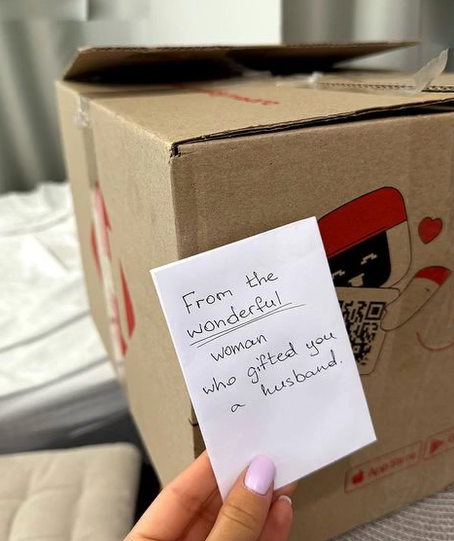 From the
wonderful
woman
who gifted you
a husband.
App Store